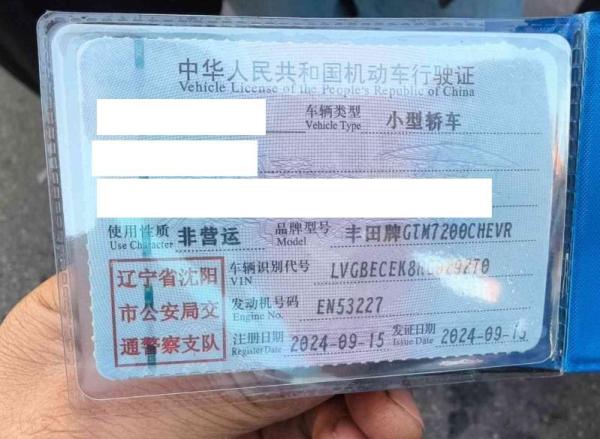 中华人民共和国机动车行驶证
Vehicle License of the People's Republic of China
车辆类型 小型轿车
Vehicle Type
使用性质 非营运 品牌型号 丰田牌GTM7200CHEVR
Use Character Model
辽宁省沈阳
市公安局交
通警察支队
车辆识别代号
VIN
发动机号码 EN53227
Engine No.
注册日期 2024-09-15 发证日期 2024-09-15
Register Date Issue Date